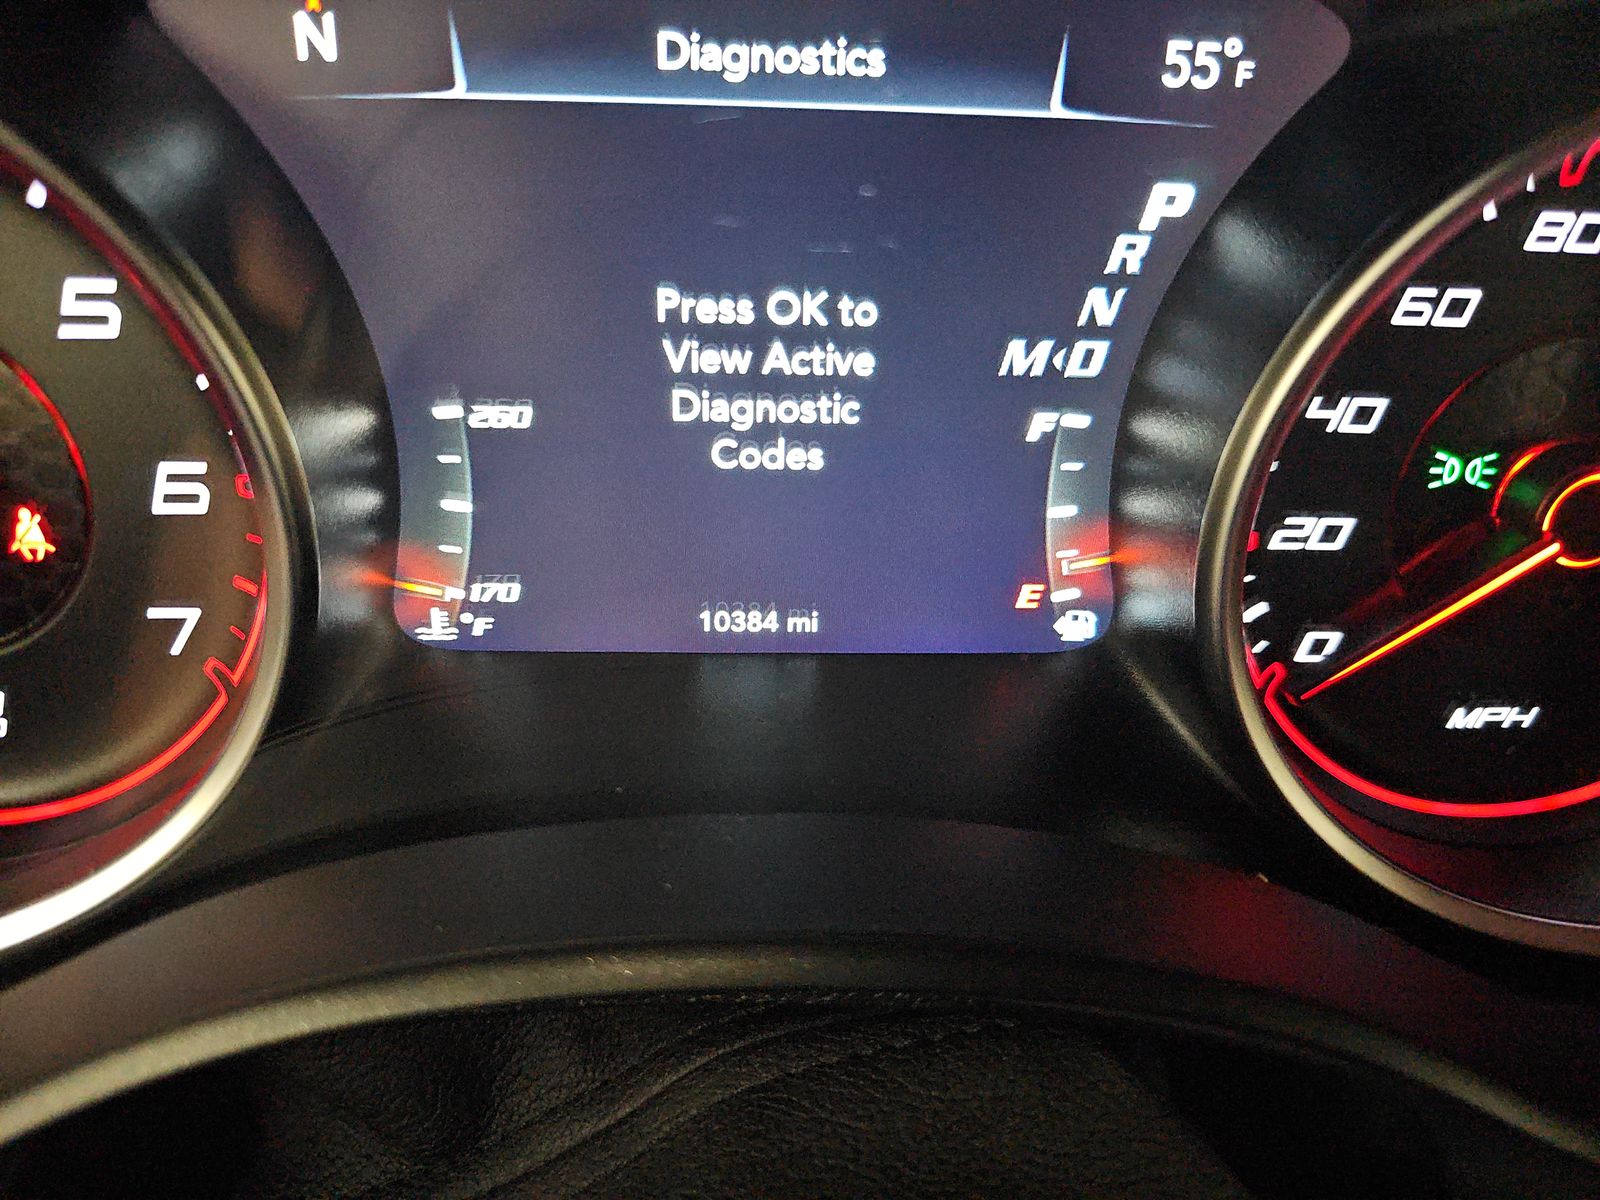 N
Diagnostics
55°F
P
R
N
M‹D
Press OK to
View Active
Diagnostic
Codes
260
170
°F
10384 mi
F
E
5
6
7
80
60
40
20
0
MPH